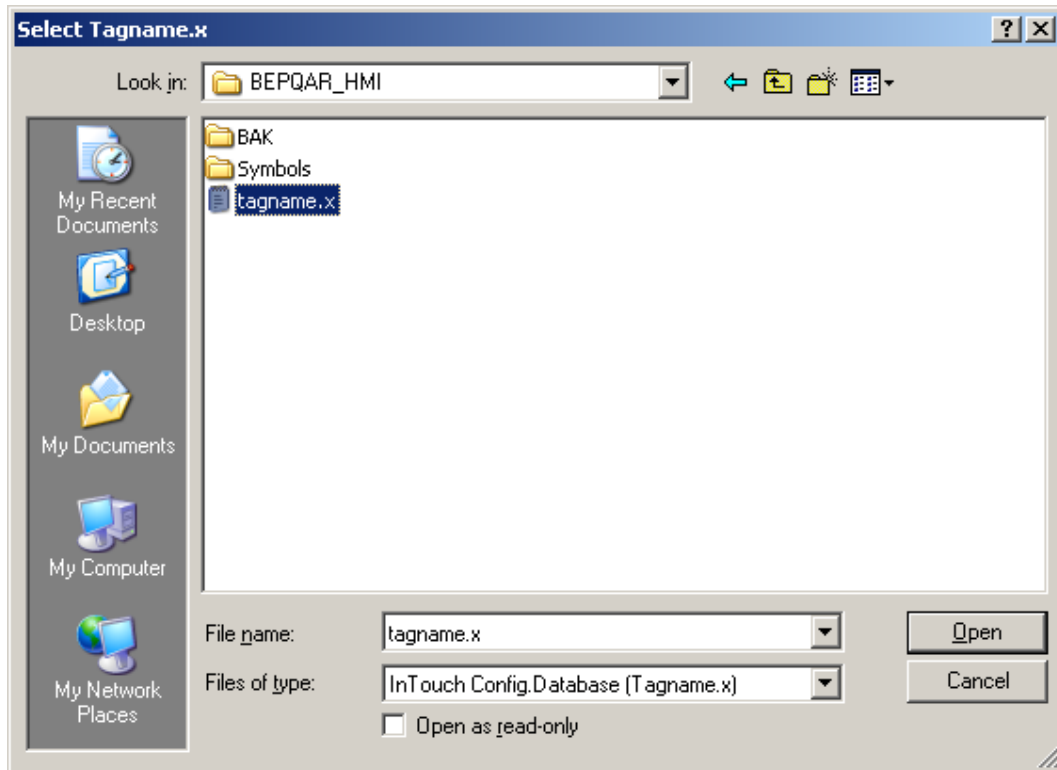 Select Tagname.x
Look in: BEPQAR_HMI
My Recent
Documents
Desktop
My Documents
My Computer
My Network
Places
BAK
Symbols
tagname.x
File name: tagname.x Open
Files of type: InTouch Config.Database (Tagname.x) Cancel
Open as read-only